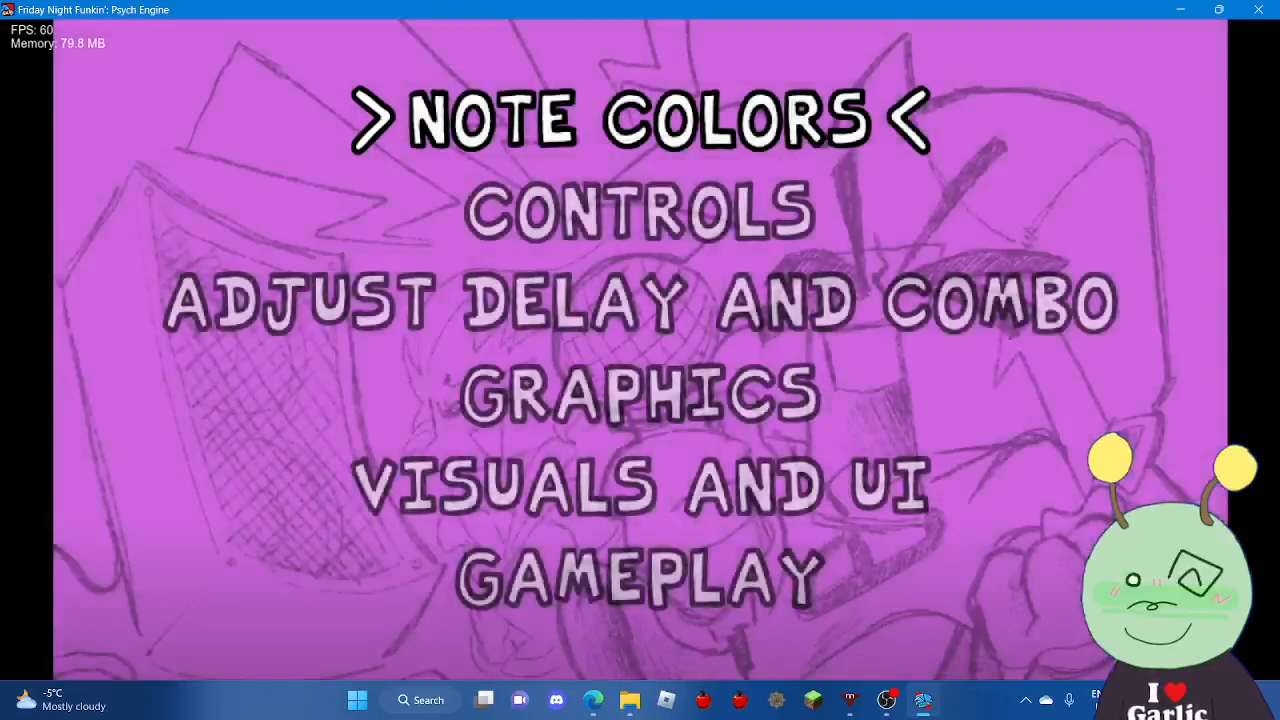 Friday Night Funkin': Psych Engine
FPS: 60
Memory: 79.8 MB
> NOTE COLORS <
CONTROLS
ADJUST DELAY AND COMBO
GRAPHICS
VISUALS AND UI
GAMEPLAY
I ❤ Garlic
-5°C
Mostly cloudy
Search